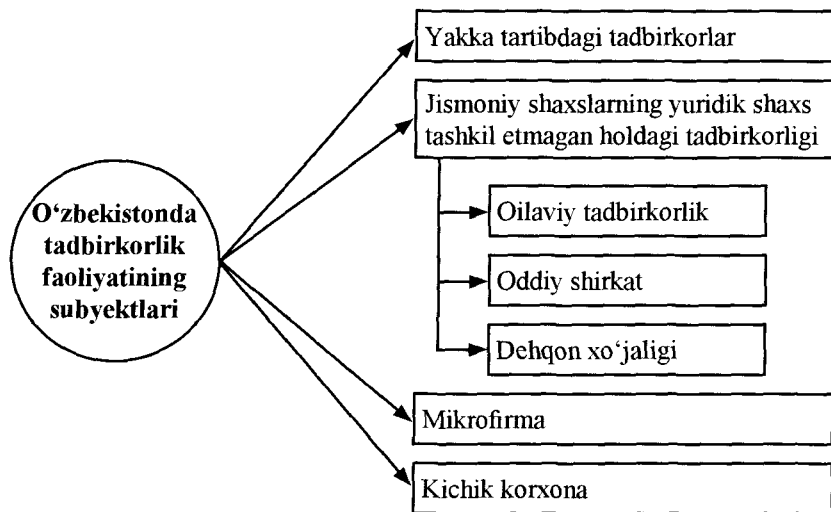 Yakka tartibdagi tadbirkorlar
Jismoniy shaxslarning yuridik shaxs
tashkil etmagan holdagi tadbirkorligi
O‘zbekistonda
tadbirkorlik
faoliyatining
subyektlari
Oilaviy tadbirkorlik
Oddiy shirkat
Dehqon xo‘jaligi
Mikrofirma
Kichik korxona